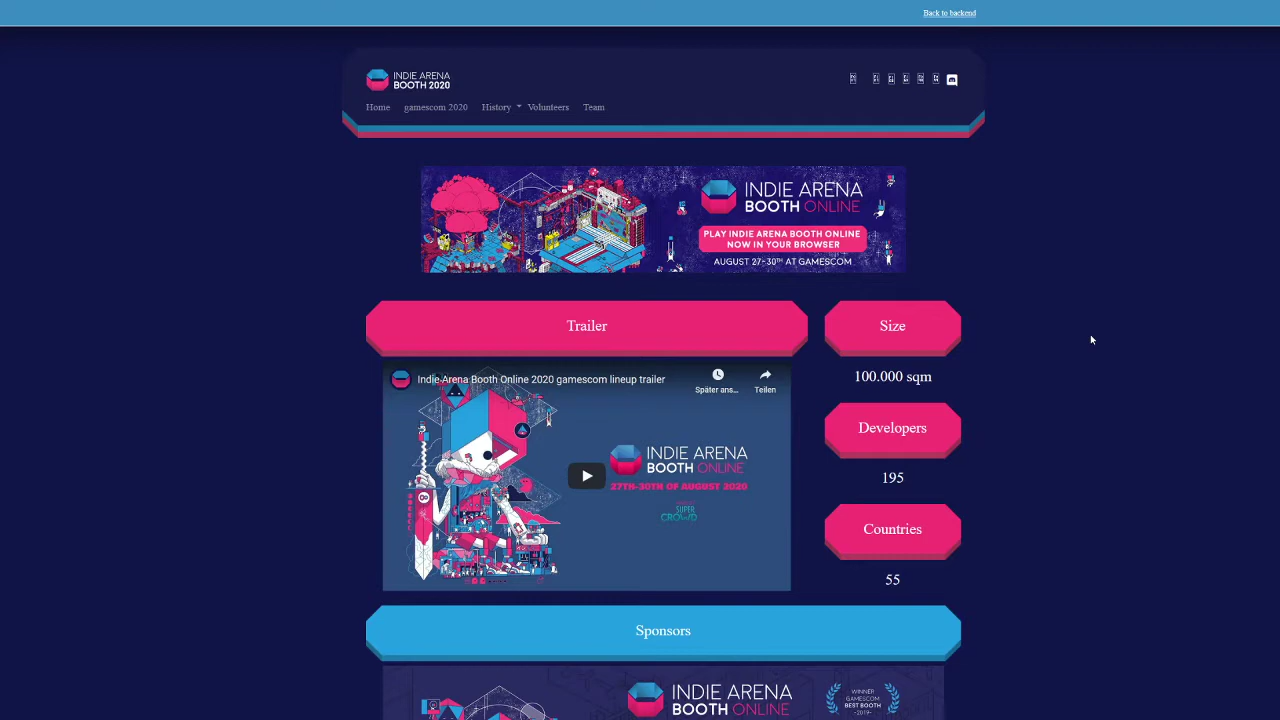 Back to backend
INDIE ARENA
BOOTH 2020
Home gamescom 2020 History Volunteers Team
INDIE ARENA
BOOTH ONLINE
PLAY INDIE ARENA BOOTH ONLINE
NOW IN YOUR BROWSER
AUGUST 27-30TH AT GAMESCOM
Trailer
Size
Indie Arena Booth Online 2020 gamescom lineup trailer
Später ans...
Teilen
100.000 sqm
Developers
INDIE ARENA
BOOTH ONLINE
27TH-30TH OF AUGUST 2020
SUPER
CROWD
195
Countries
55
Sponsors
INDIE ARENA
BOOTH ONLINE
WINNER
GAMESCOM
BEST BOOTH
-2019-